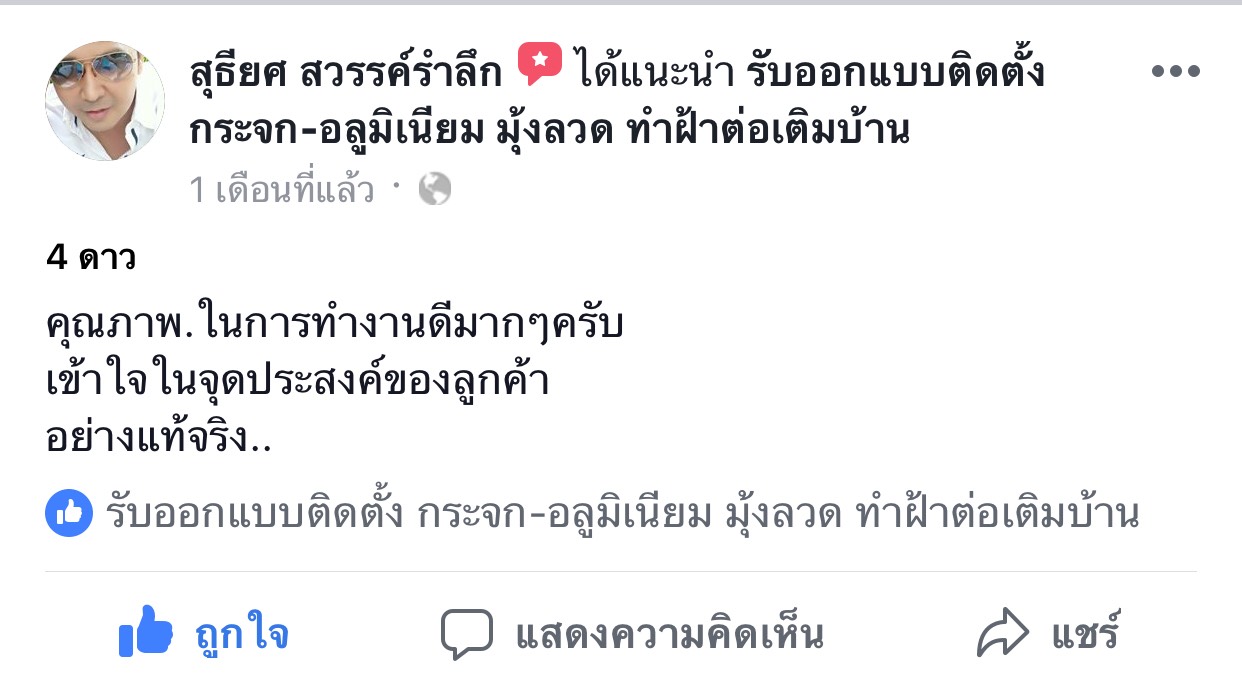 สุธียศ สวรรค์รำลึก ได้แนะนำ รับออกแบบติดตั้ง
กระจก-อลูมิเนียม มุ้งลวด ทำฝ้าต่อเติมบ้าน
1 เดือนที่แล้ว ·
4 ดาว
คุณภาพ.ในการทำงานดีมากๆครับ
เข้าใจในจุดประสงค์ของลูกค้า
อย่างแท้จริง..
รับออกแบบติดตั้ง กระจก-อลูมิเนียม มุ้งลวด ทำฝ้าต่อเติมบ้าน
ถูกใจ แสดงความคิดเห็น แชร์